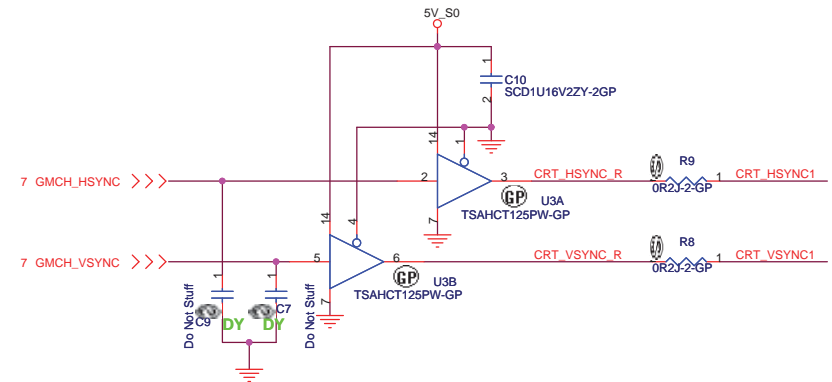 5V_S0
1
C10
SCD1U16V2ZY-2GP
2
14
1
R9
7 GMCH_HSYNC
2
3
CRT_HSYNC_R
1
CRT_HSYNC1
0R2J-2-GP
GP
U3A
TSAHCT125PW-GP
14
4
7
R8
7 GMCH_VSYNC
5
6
CRT_VSYNC_R
1
CRT_VSYNC1
0R2J-2-GP
GP
U3B
TSAHCT125PW-GP
1
1
7
Do Not Stuff
C9
DY
C7
DY
Do Not Stuff